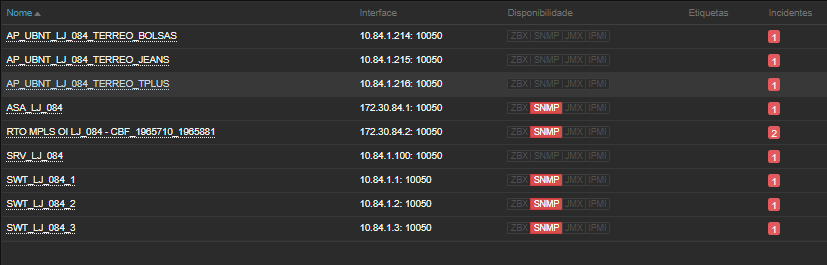 Nome Interface Disponibilidade Etiquetas Incidentes
AP_UBNT_LJ_084_TERREO_BOLSAS 10.84.1.214: 10050 ZBX SNMP JMX IPMI 1
AP_UBNT_LJ_084_TERREO_JEANS 10.84.1.215: 10050 ZBX SNMP JMX IPMI 1
AP_UBNT_LJ_084_TERREO_TPLUS 10.84.1.216: 10050 ZBX SNMP JMX IPMI 1
ASA_LJ_084 172.30.84.1: 10050 ZBX SNMP JMX IPMI 1
RTO MPLS OI LJ_084 - CBF_1965710_1965881 172.30.84.2: 10050 ZBX SNMP JMX IPMI 2
SRV_LJ_084 10.84.1.100: 10050 ZBX SNMP JMX IPMI 1
SWT_LJ_084_1 10.84.1.1: 10050 ZBX SNMP JMX IPMI 1
SWT_LJ_084_2 10.84.1.2: 10050 ZBX SNMP JMX IPMI 1
SWT_LJ_084_3 10.84.1.3: 10050 ZBX SNMP JMX IPMI 1